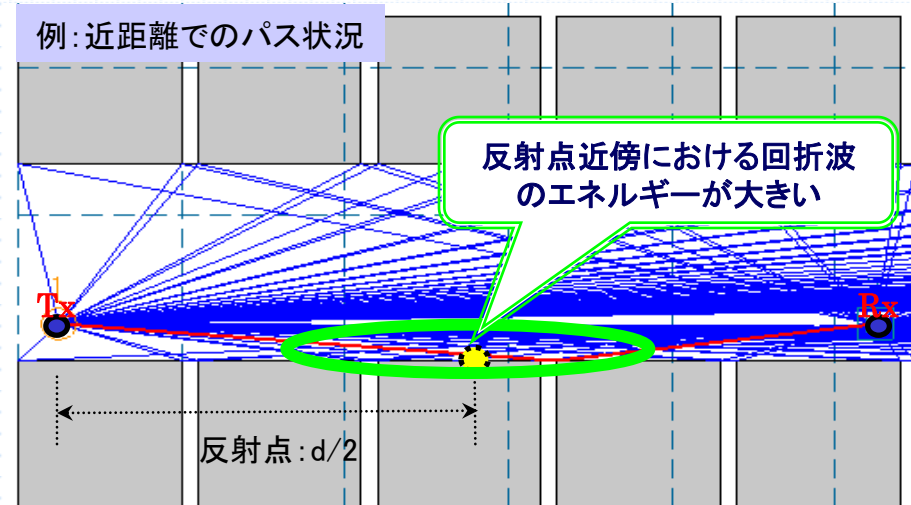 例：近距離でのパス状況
反射点近傍における回折波
のエネルギーが大きい
Tx
Rx
反射点：d/2